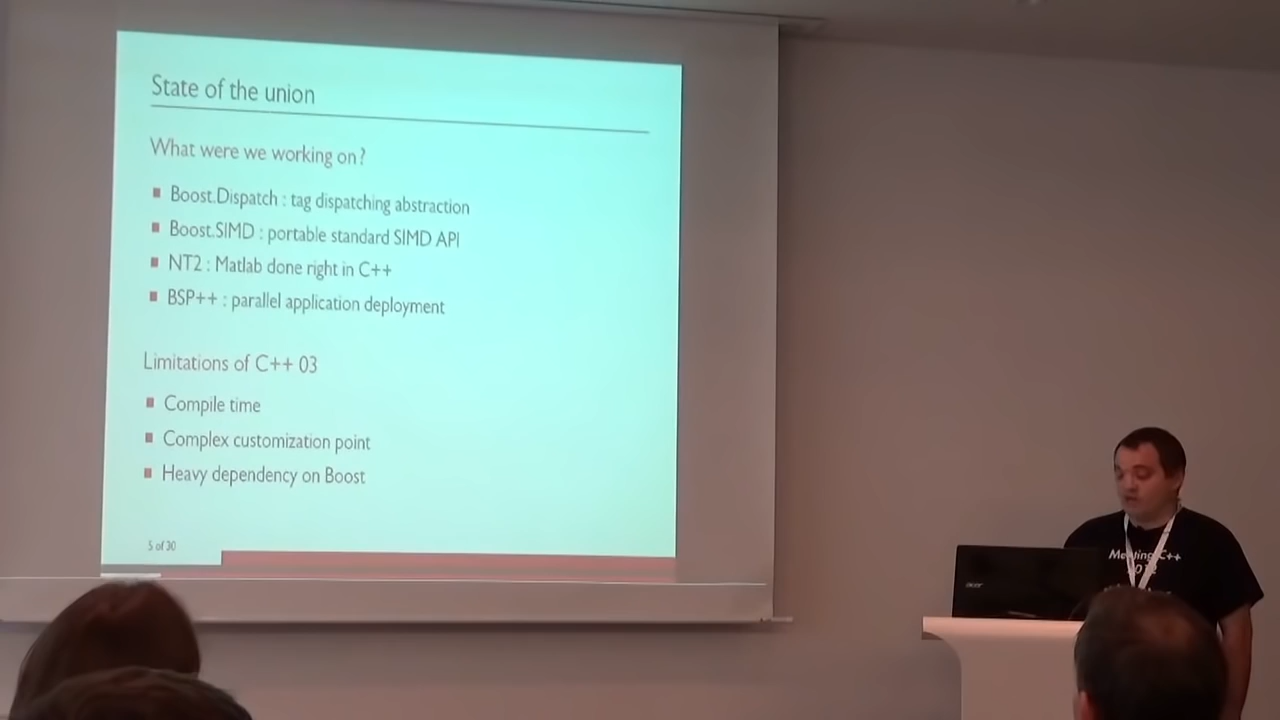 State of the union
What were we working on?
Boost.Dispatch : tag dispatching abstraction
Boost.SIMD : portable standard SIMD API
NT2 : Matlab done right in C++
BSP++ : parallel application deployment
Limitations of C++ 03
Compile time
Complex customization point
Heavy dependency on Boost
5 of 30
acer
Meeting C++